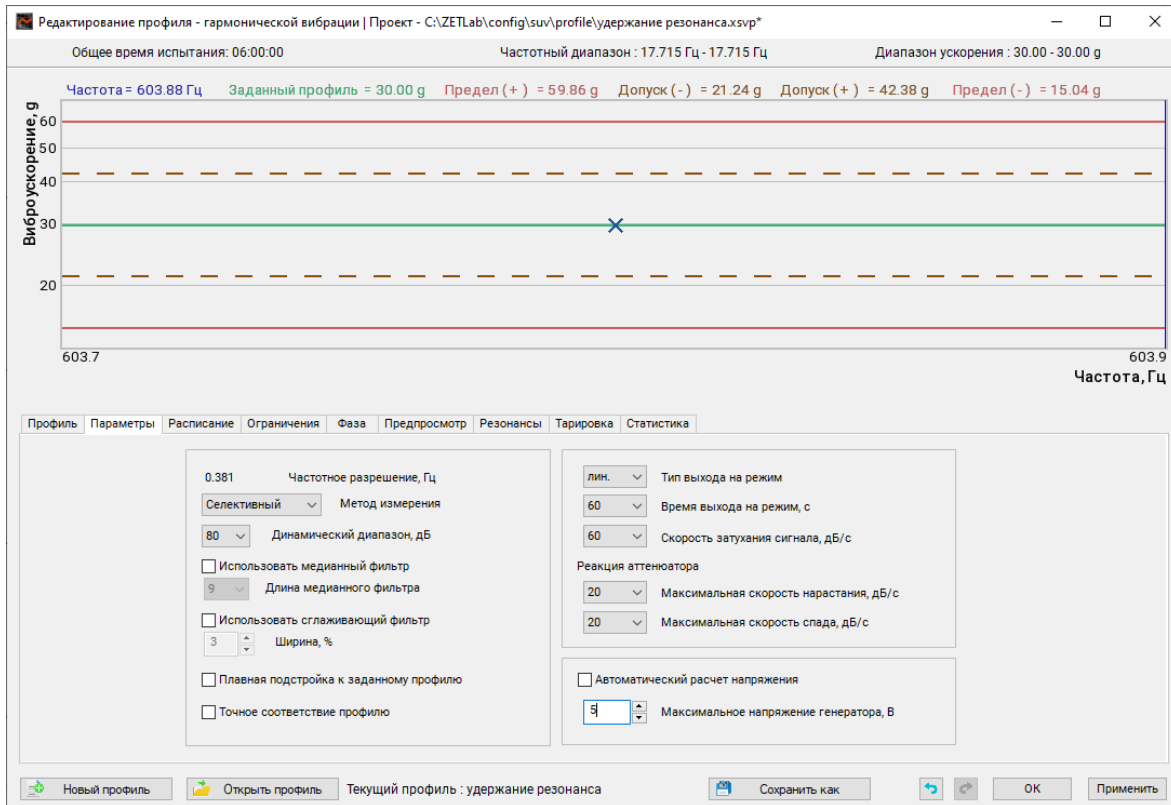 Редактирование профиля - гармонической вибрации | Проект - C:\ZETLab\config\suv\profile\удержание резонанса.xsvp*
Общее время испытания: 06:00:00 Частотный диапазон : 17.715 Гц - 17.715 Гц Диапазон ускорения : 30.00 - 30.00 g
Частота = 603.88 Гц Заданный профиль = 30.00 g Предел (+) = 59.86 g Допуск (-) = 21.24 g Допуск (+) = 42.38 g Предел (-) = 15.04 g
Виброускорение, g
60
50
40
30
20
603.7 603.9
Частота, Гц
Профиль Параметры Расписание Ограничения Фаза Предпросмотр Резонансы Тарировка Статистика
0.381 Частотное разрешение, Гц
Селективный Метод измерения
80 Динамический диапазон, дБ
Использовать медианный фильтр
9 Длина медианного фильтра
Использовать сглаживающий фильтр
3 Ширина, %
Плавная подстройка к заданному профилю
Точное соответствие профилю
лин. Тип выхода на режим
60 Время выхода на режим, с
60 Скорость затухания сигнала, дБ/с
Реакция аттенюатора
20 Максимальная скорость нарастания, дБ/с
20 Максимальная скорость спада, дБ/с
Автоматический расчет напряжения
5 Максимальное напряжение генератора, В
Новый профиль Открыть профиль Текущий профиль : удержание резонанса Сохранить как ОК Применить